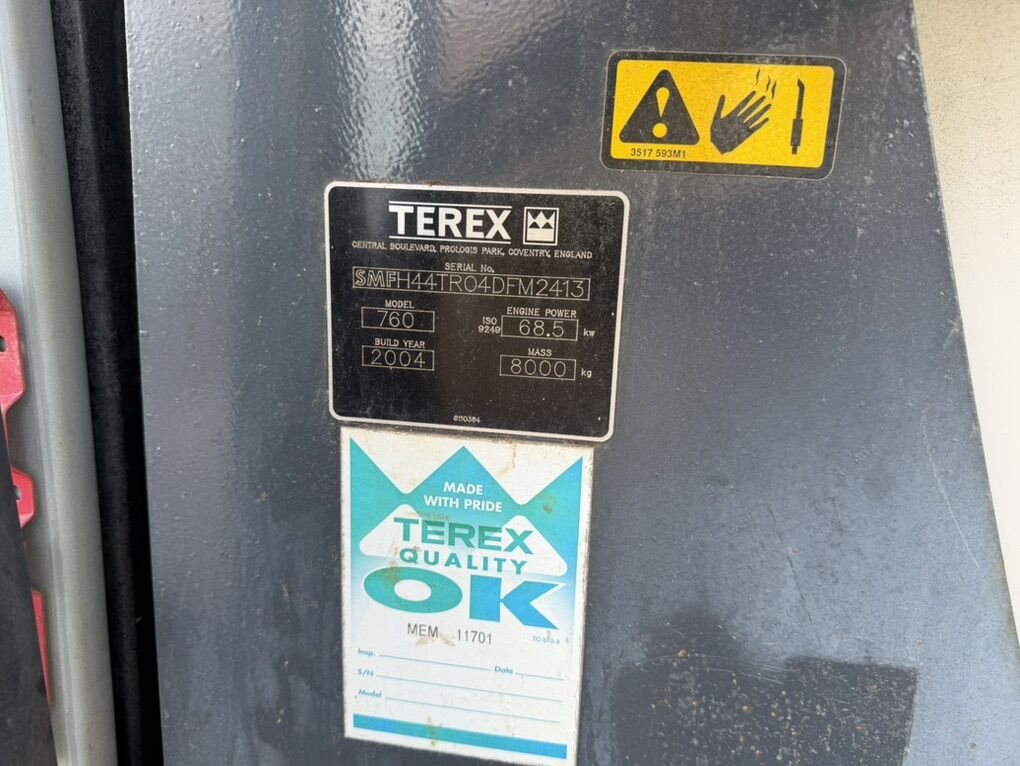 3517 593M1
TEREX
CENTRAL BOULEVARD, PROLOGIS PARK, COVENTRY, ENGLAND
SERIAL No.
SMFH44TR04DFM2413
MODEL
760
ISO 9249
ENGINE POWER
68.5 kw
BUILD YEAR
2004
MASS
8000 kg
6110384
MADE
WITH PRIDE
TEREX
QUALITY
OK
MEM 11701
Insp.
Date
S/N
Model